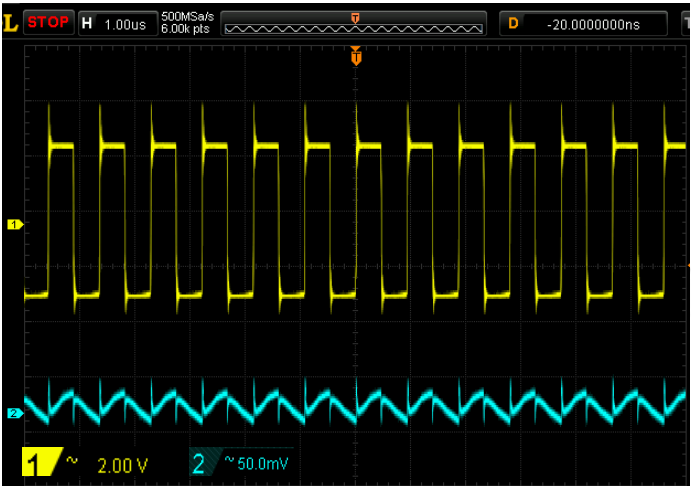 L STOP H 1.00us 500MSa/s
6.00k pts
T
D -20.0000000ns T
T
1
2
1 ~ 2.00 V 2 ~ 50.0mV